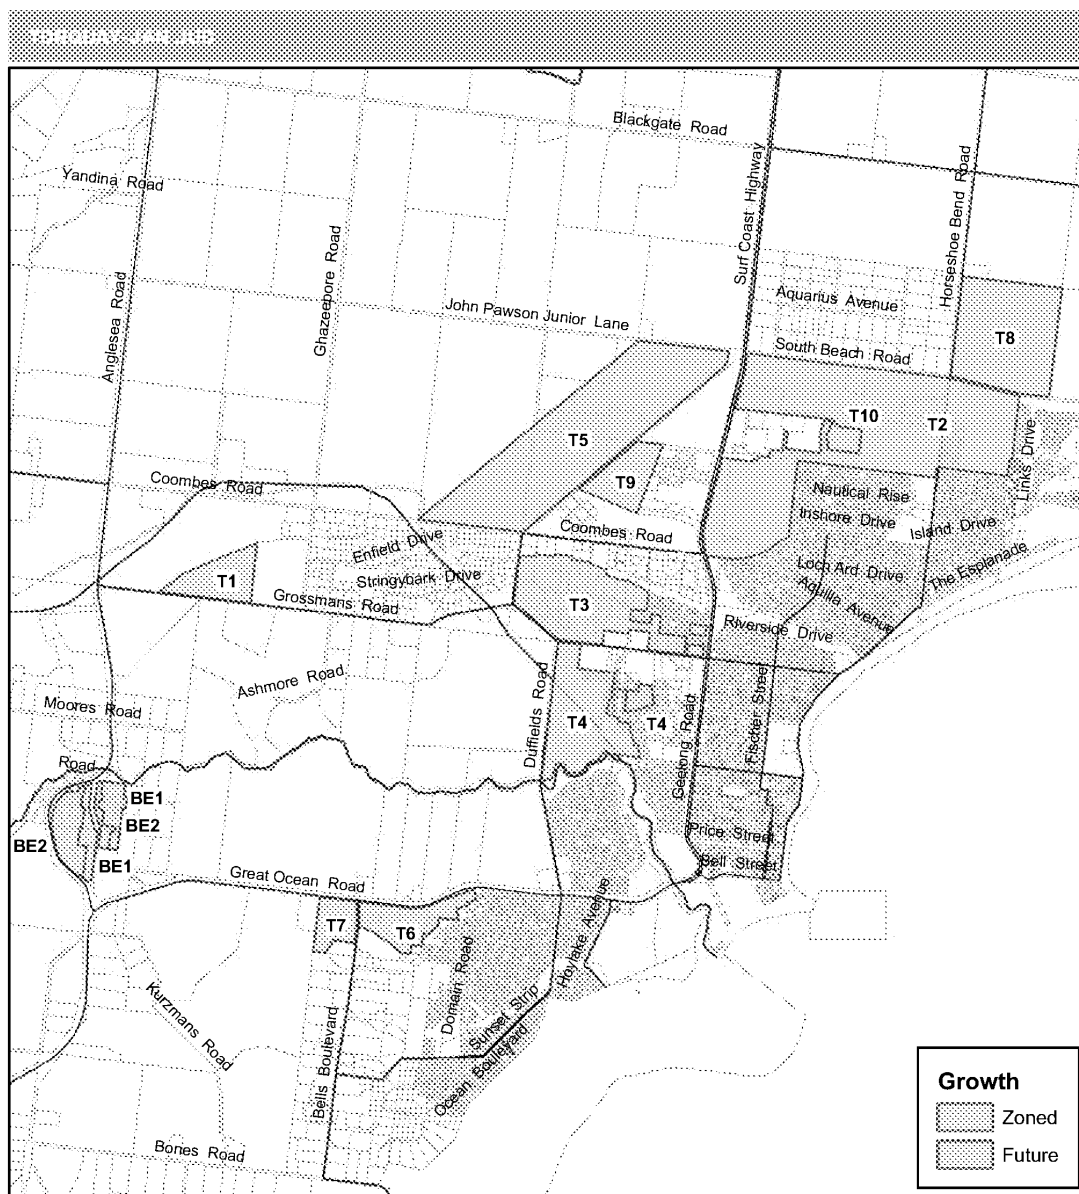 TORQUAY-JAN JUC
Blackgate Road
Yandina Road
Surf Coast Highway
Horseshoe Bend Road
Ghazeepore Road
Anglesea Road
Aquarius Avenue
John Pawson Junior Lane
South Beach Road
T8
T10
T2
T5
Links Drive
T9
Coombes Road
Nautical Rise
Inshore Drive
Island Drive
Coombes Road
Enfield Drive
Loch Ard Drive
The Esplanade
T1
Stringybark Drive
Aquilla Avenue
Grossmans Road
T3
Riverside Drive
Ashmore Road
Moores Road
Duffields Road
T4
T4
Geelong Road
Fischer Street
Road
BE1
BE2
BE2
BE1
Price Street
Bell Street
Great Ocean Road
Hoylake Avenue
T7
T6
Domain Road
Sunset Strip
Kurzmans Road
Bells Boulevard
Ocean Boulevard
Bones Road
Growth
Zoned
Future